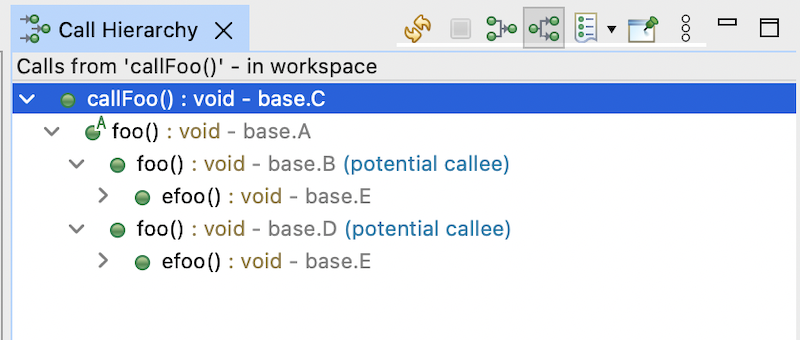 Call Hierarchy
Calls from 'callFoo()' - in workspace
callFoo() : void - base.C
A foo() : void - base.A
foo() : void - base.B (potential callee)
efoo() : void - base.E
foo() : void - base.D (potential callee)
efoo() : void - base.E